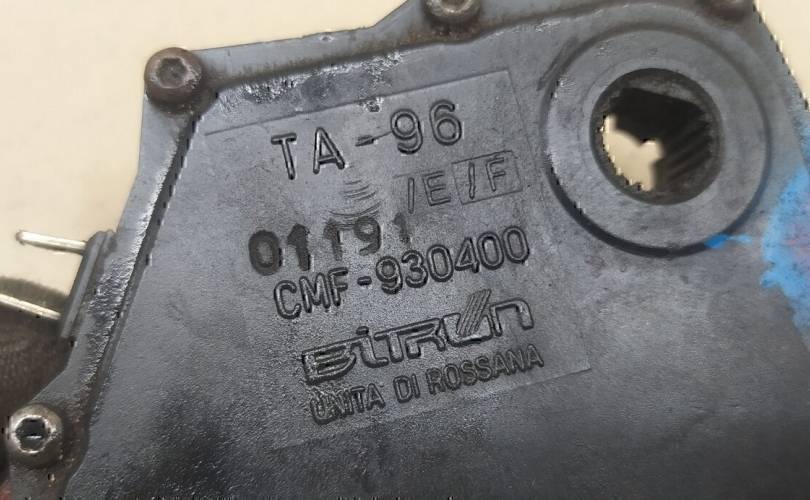 TA-96
/E/F
01191
CMF-930400
BITRON
UNITA DI ROSSANA